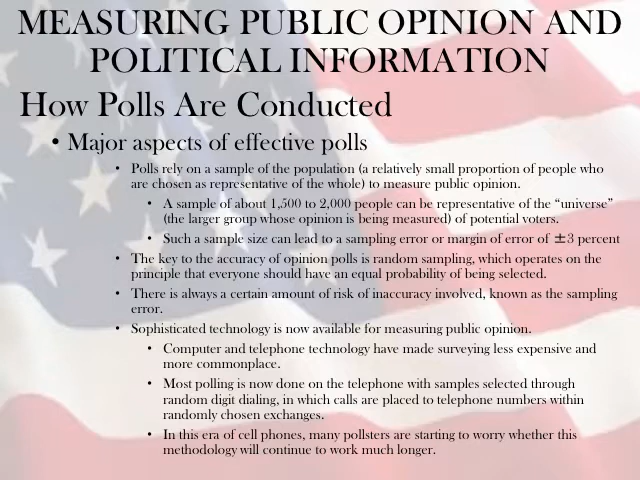 MEASURING PUBLIC OPINION AND
POLITICAL INFORMATION
How Polls Are Conducted
• Major aspects of effective polls
• Polls rely on a sample of the population (a relatively small proportion of people who
are chosen as representative of the whole) to measure public opinion.
• A sample of about 1,500 to 2,000 people can be representative of the “universe”
(the larger group whose opinion is being measured) of potential voters.
• Such a sample size can lead to a sampling error or margin of error of ±3 percent
• The key to the accuracy of opinion polls is random sampling, which operates on the
principle that everyone should have an equal probability of being selected.
• There is always a certain amount of risk of inaccuracy involved, known as the sampling
error.
• Sophisticated technology is now available for measuring public opinion.
• Computer and telephone technology have made surveying less expensive and
more commonplace.
• Most polling is now done on the telephone with samples selected through
random digit dialing, in which calls are placed to telephone numbers within
randomly chosen exchanges.
• In this era of cell phones, many pollsters are starting to worry whether this
methodology will continue to work much longer.